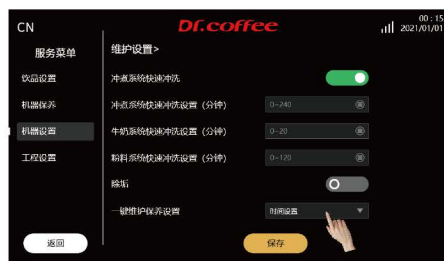 CN
Dr.coffee
00:15
2021/01/01
服务菜单
维护设置>
饮品设置
冲煮系统快速冲洗
机器保养
冲煮系统快速冲洗设置（分钟）
0-240
机器设置
牛奶系统快速冲洗设置（分钟）
0-20
工程设置
粉料系统快速冲洗设置（分钟）
0-120
除垢
一键维护保养设置
时间设置
返回
保存